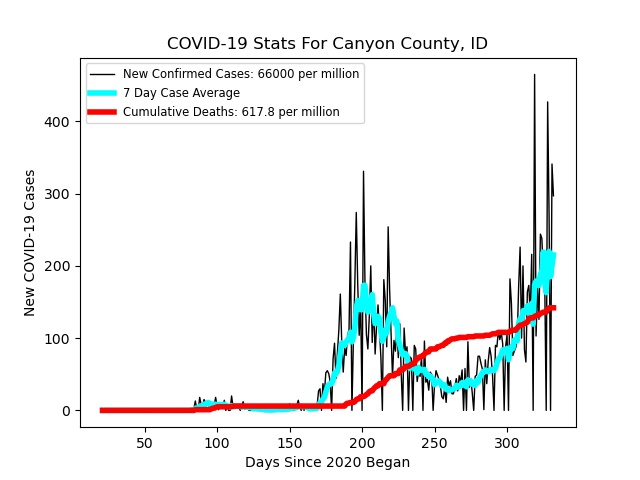 COVID-19 Stats For Canyon County, ID
New Confirmed Cases: 66000 per million
7 Day Case Average
Cumulative Deaths: 617.8 per million
New COVID-19 Cases
400
300
200
100
0
50 100 150 200 250 300
Days Since 2020 Began